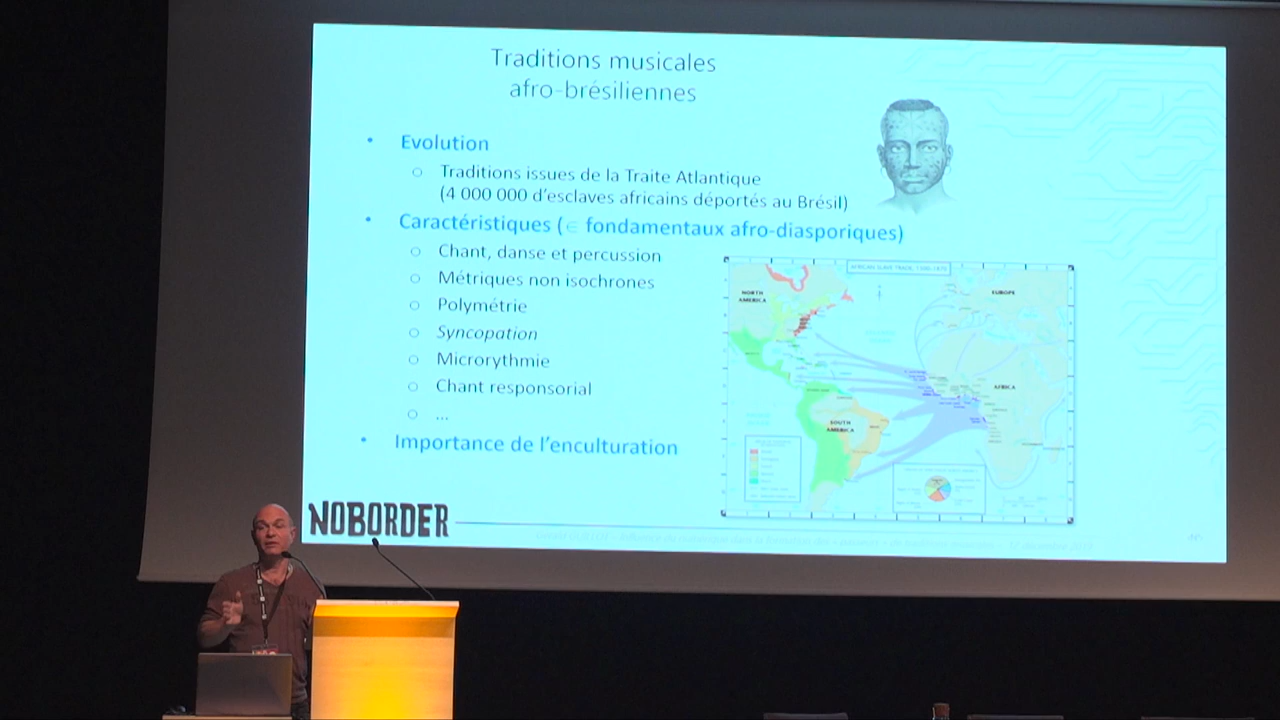 Traditions musicales
afro-brésiliennes
• Evolution
○ Traditions issues de la Traite Atlantique
(4 000 000 d'esclaves africains déportés au Brésil)
• Caractéristiques (∈ fondamentaux afro-diasporiques)
○ Chant, danse et percussion
○ Métriques non isochrones
○ Polymétrie
○ Syncopation
○ Microrythmie
○ Chant responsorial
○ ...
• Importance de l'enculturation
NORTH
AMERICA
EUROPE
AFRICA
SOUTH
AMERICA
NOBORDER